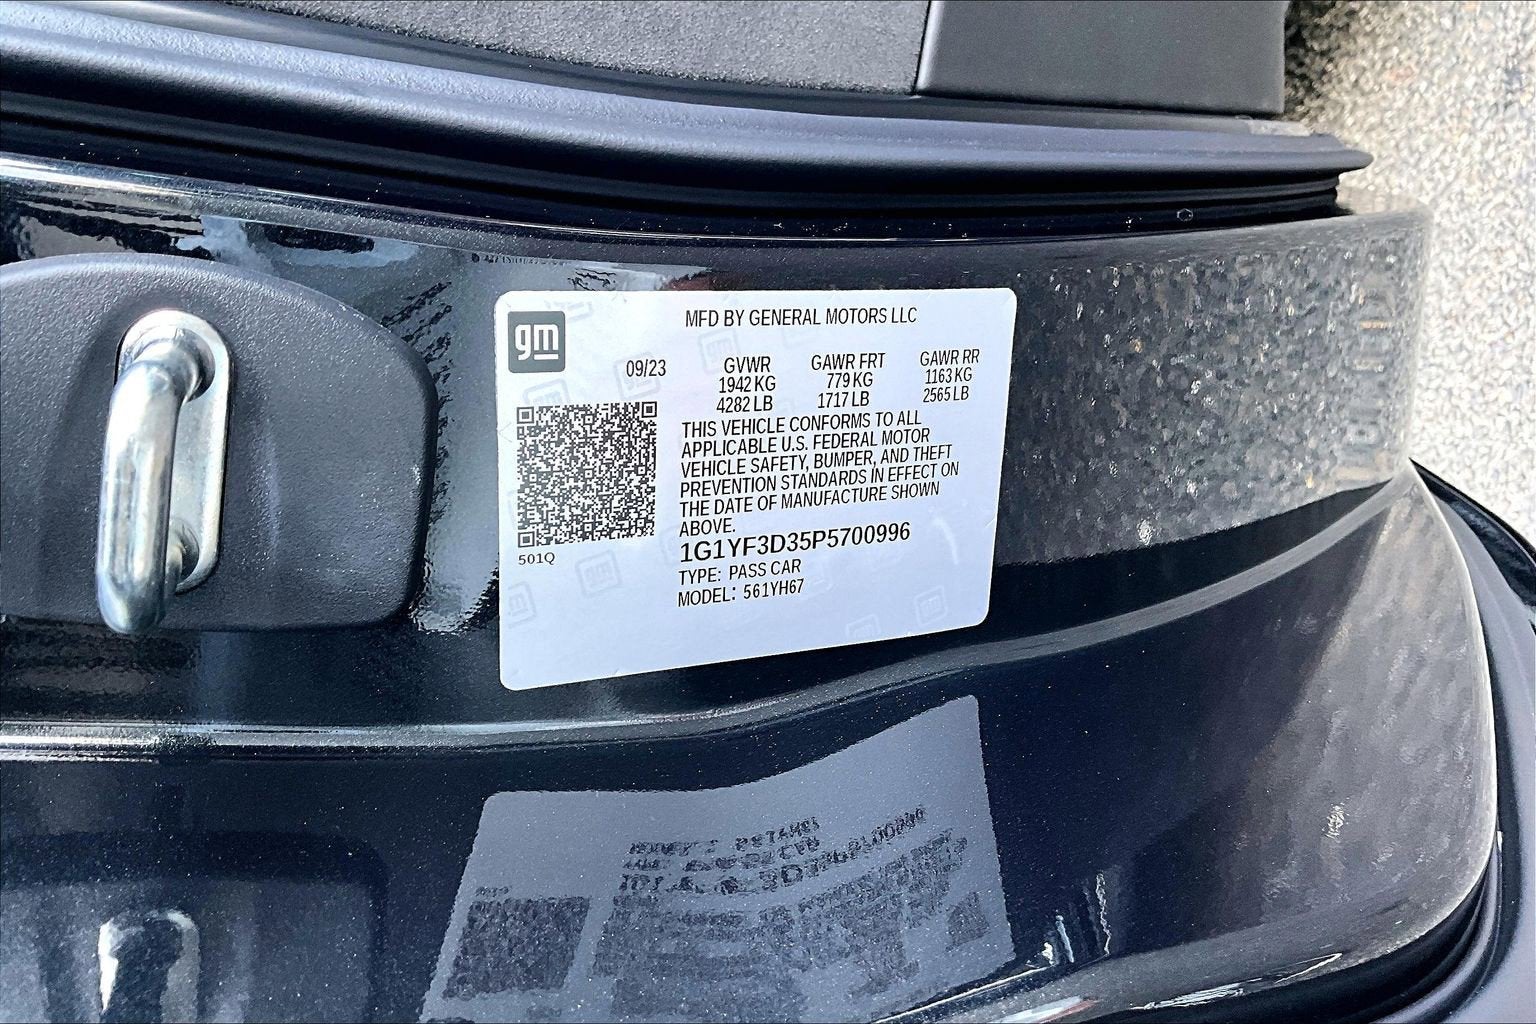 gm
MFD BY GENERAL MOTORS LLC
09/23 GVWR GAWR FRT GAWR RR
1942 KG 779 KG 1163 KG
4282 LB 1717 LB 2565 LB
THIS VEHICLE CONFORMS TO ALL
APPLICABLE U.S. FEDERAL MOTOR
VEHICLE SAFETY, BUMPER, AND THEFT
PREVENTION STANDARDS IN EFFECT ON
THE DATE OF MANUFACTURE SHOWN
ABOVE.
501Q
1G1YF3D35P5700996
TYPE: PASS CAR
MODEL: 561YH67